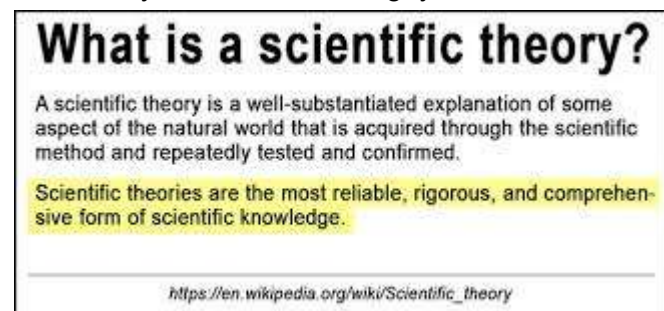 What is a scientific theory?
A scientific theory is a well-substantiated explanation of some
aspect of the natural world that is acquired through the scientific
method and repeatedly tested and confirmed.
Scientific theories are the most reliable, rigorous, and comprehen-
sive form of scientific knowledge.
https://en.wikipedia.org/wiki/Scientific_theory